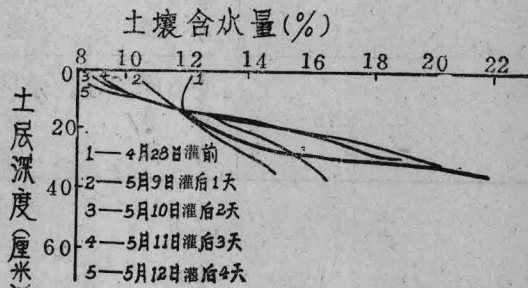 土壤含水量(%)
8 10 12 14 16 18 20 22
0
3 4 2 1
5
20
40
60
土层深度(厘米)
1——4月28日灌前
2——5月9日灌后1天
3——5月10日灌后2天
4——5月11日灌后3天
5——5月12日灌后4天